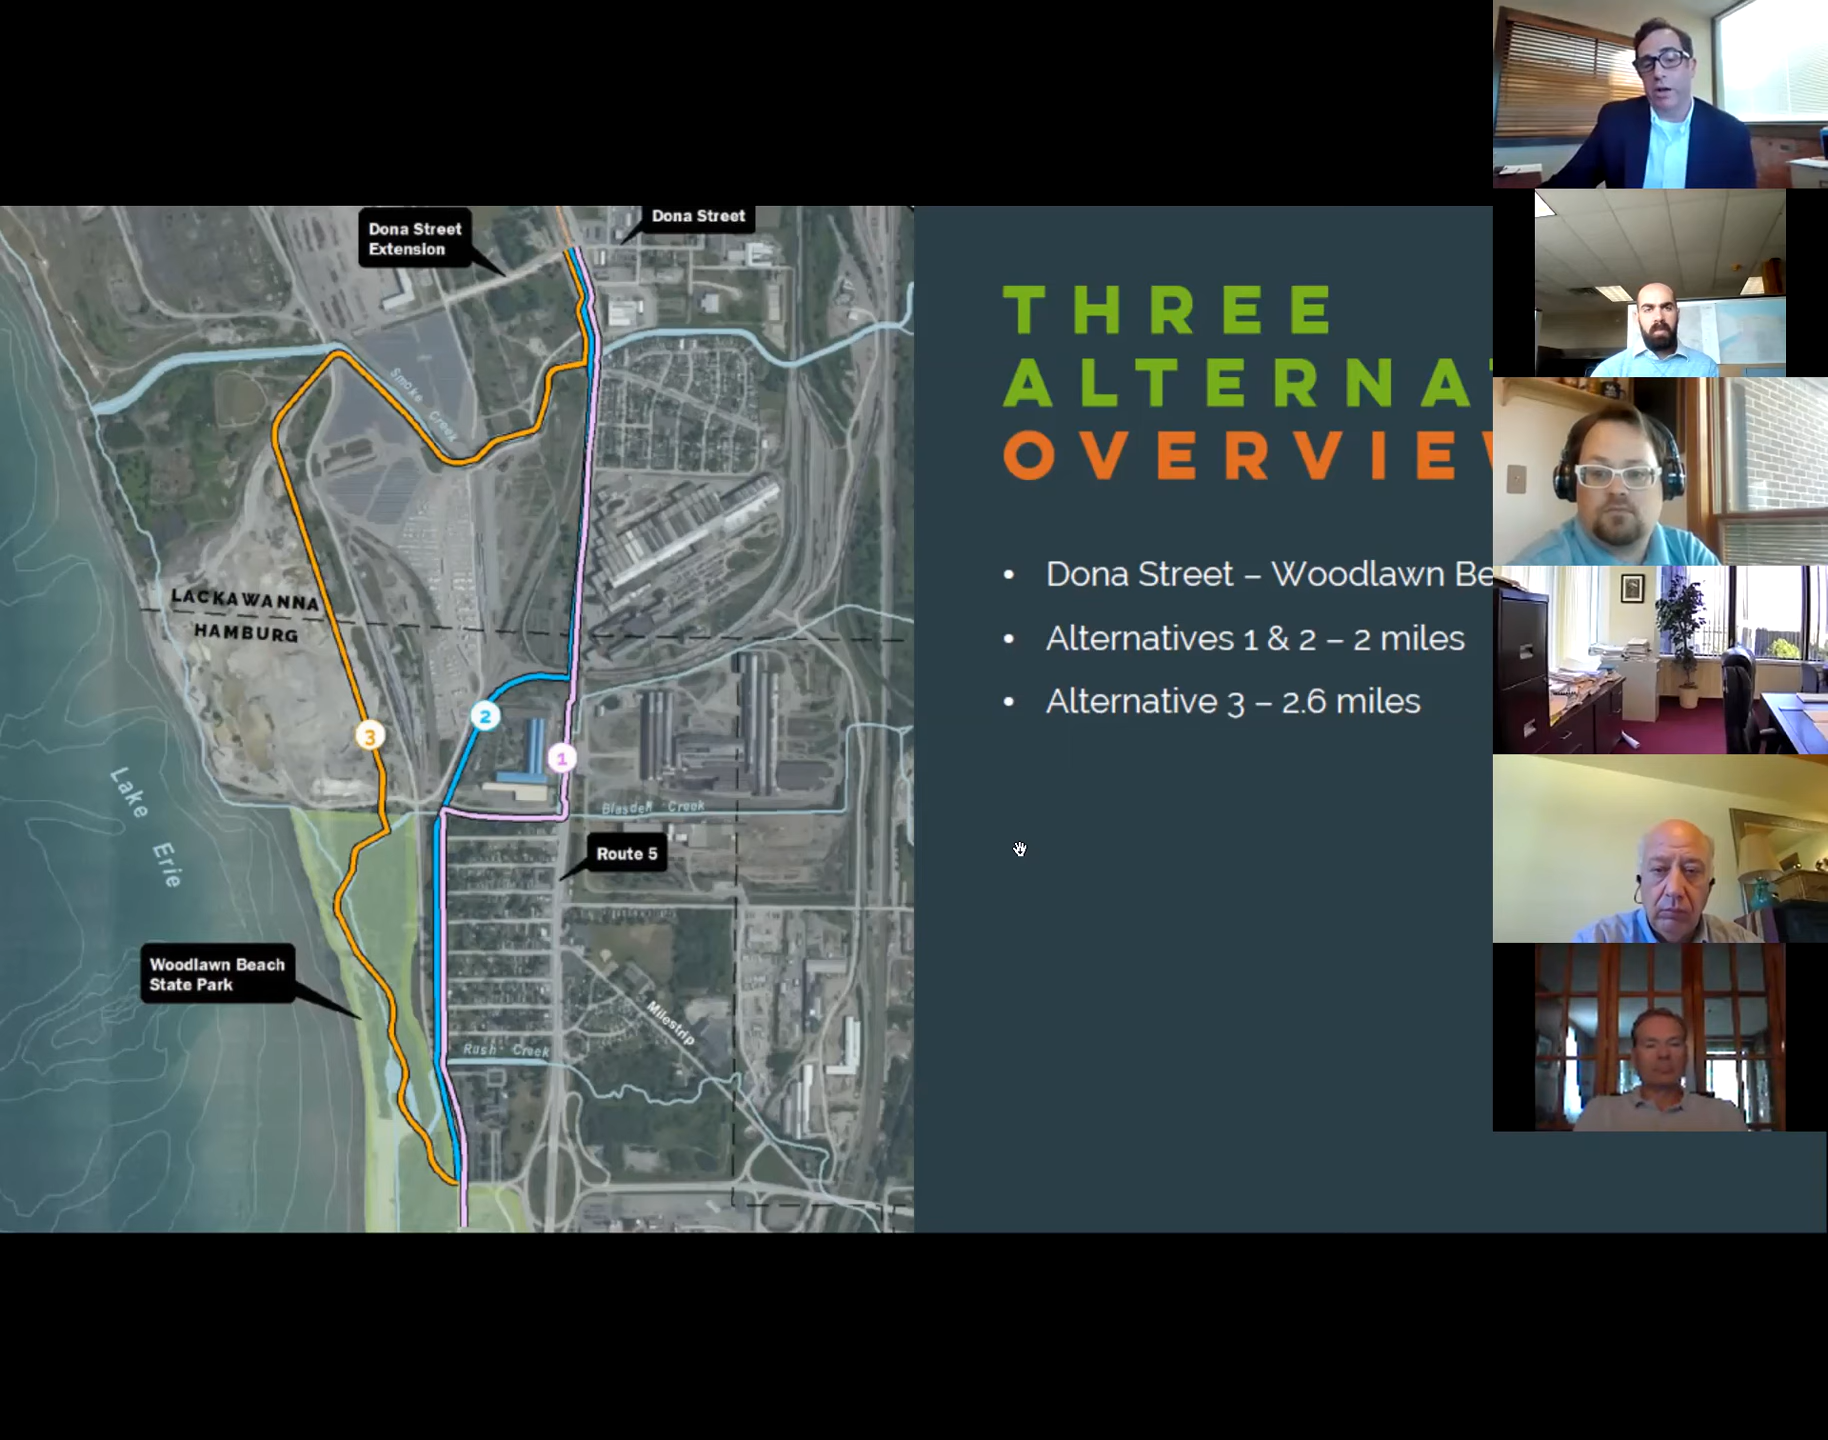 Dona Street
Dona Street
Extension
Smoke Creek
LACKAWANNA
HAMBURG
2
3
1
Lake Erie
Blasdell Creek
Route 5
Woodlawn Beach
State Park
Milestrip
Rush Creek
THREE
ALTERNA
OVERVIE
• Dona Street – Woodlawn Be
• Alternatives 1 & 2 – 2 miles
• Alternative 3 – 2.6 miles